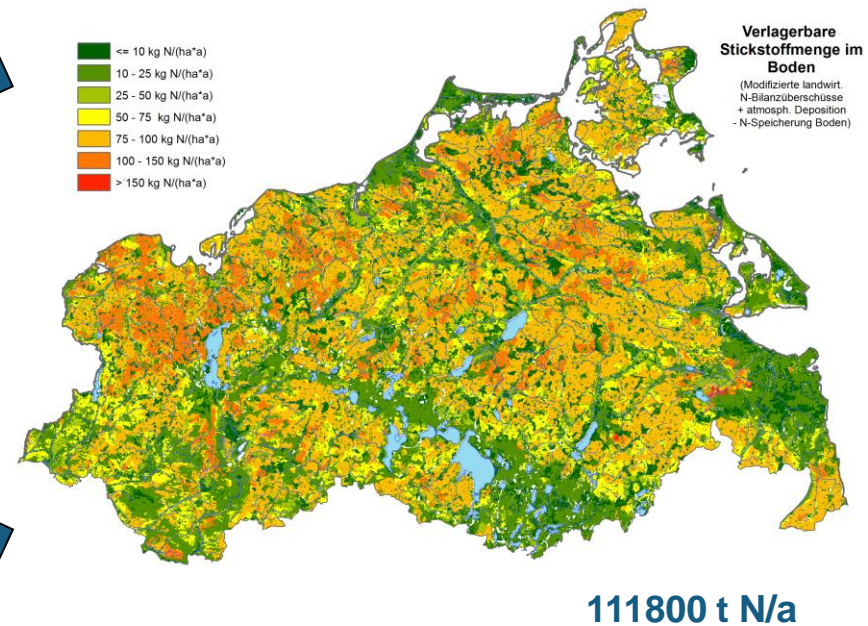 <= 10 kg N/(ha*a)
10 - 25 kg N/(ha*a)
25 - 50 kg N/(ha*a)
50 - 75 kg N/(ha*a)
75 - 100 kg N/(ha*a)
100 - 150 kg N/(ha*a)
> 150 kg N/(ha*a)
Verlagerbare
Stickstoffmenge im
Boden
(Modifizierte landwirt.
N-Bilanzüberschüsse
+ atmosph. Deposition
- N-Speicherung Boden)
111800 t N/a